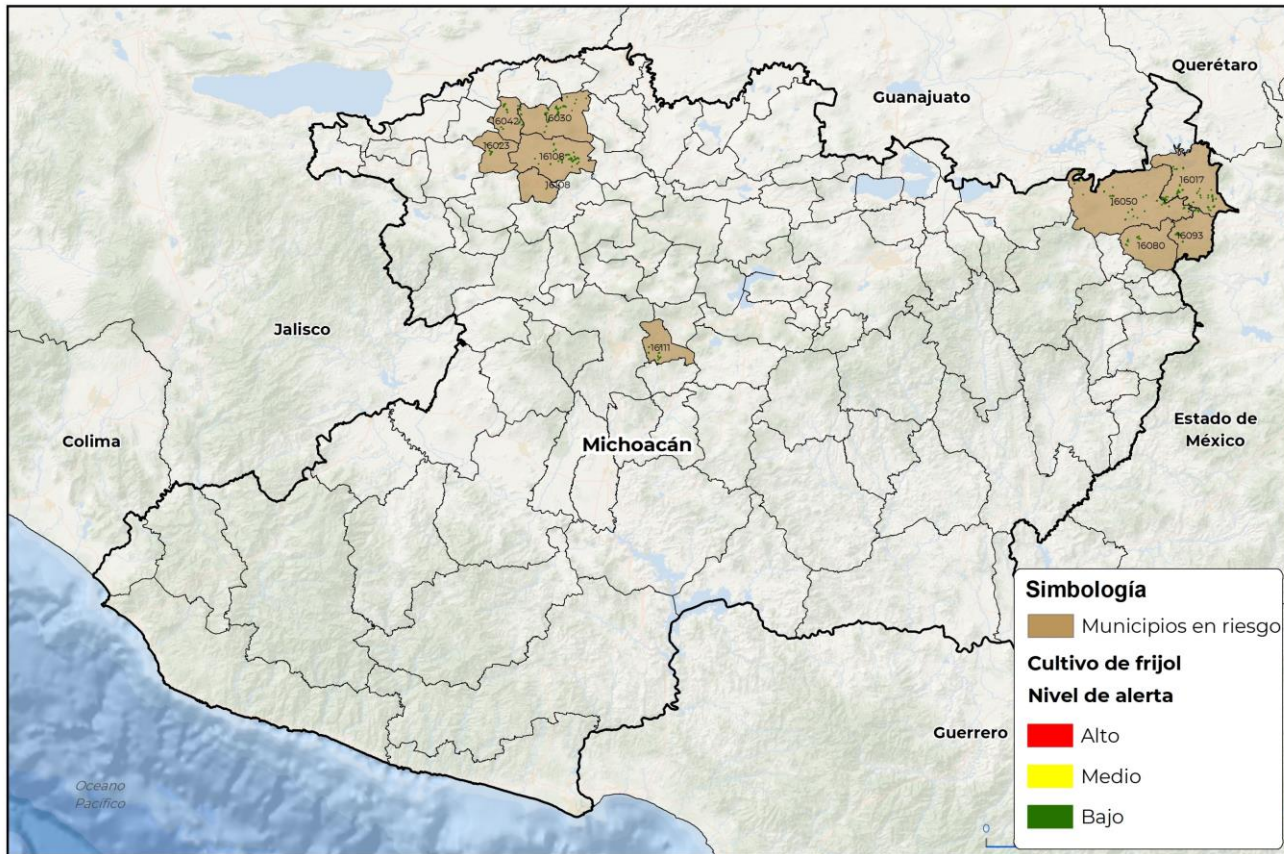 Querétaro
Guanajuato
16042
16030
16023
16108
16108
16017
16050
16093
16080
Jalisco
16111
Colima
Michoacán
Estado de
México
Guerrero
Oceano
Pacífico
Simbología
Municipios en riesgo
Cultivo de frijol
Nivel de alerta
Alto
Medio
Bajo
0